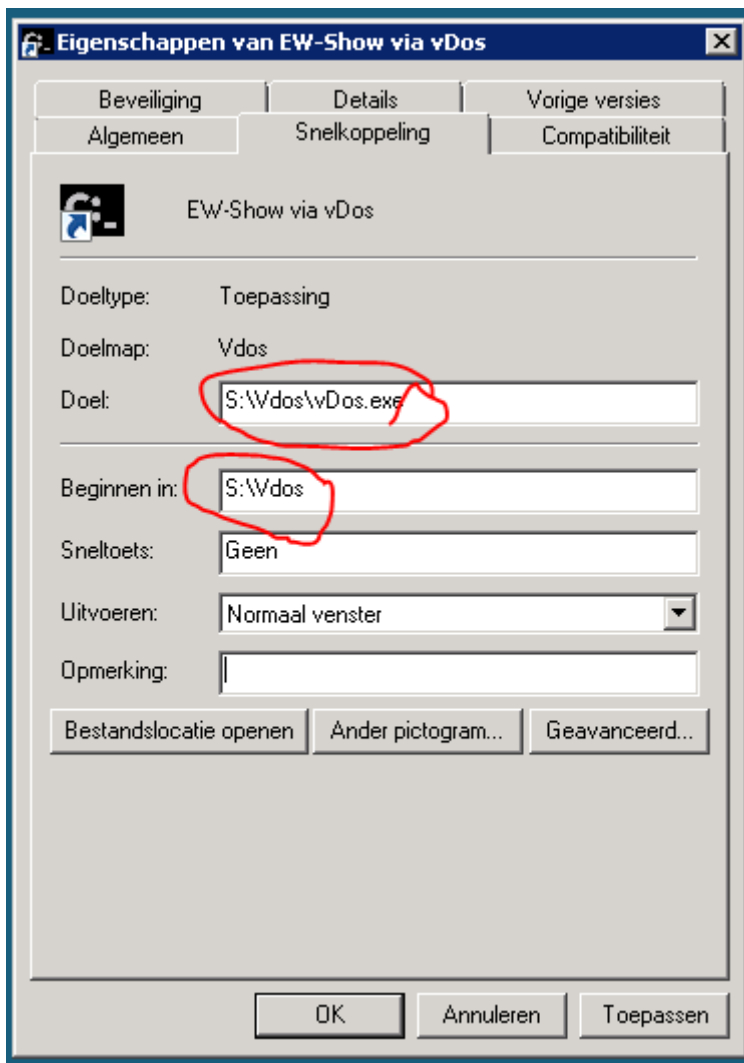 Eigenschappen van EW-Show via vDos
Beveiliging Details Vorige versies
Algemeen Snelkoppeling Compatibiliteit
EW-Show via vDos
Doeltype: Toepassing
Doelmap: Vdos
Doel: S:\Vdos\vDos.exe
Beginnen in: S:\Vdos
Sneltoets: Geen
Uitvoeren: Normaal venster
Opmerking:
Bestandslocatie openen Ander pictogram... Geavanceerd...
OK Annuleren Toepassen